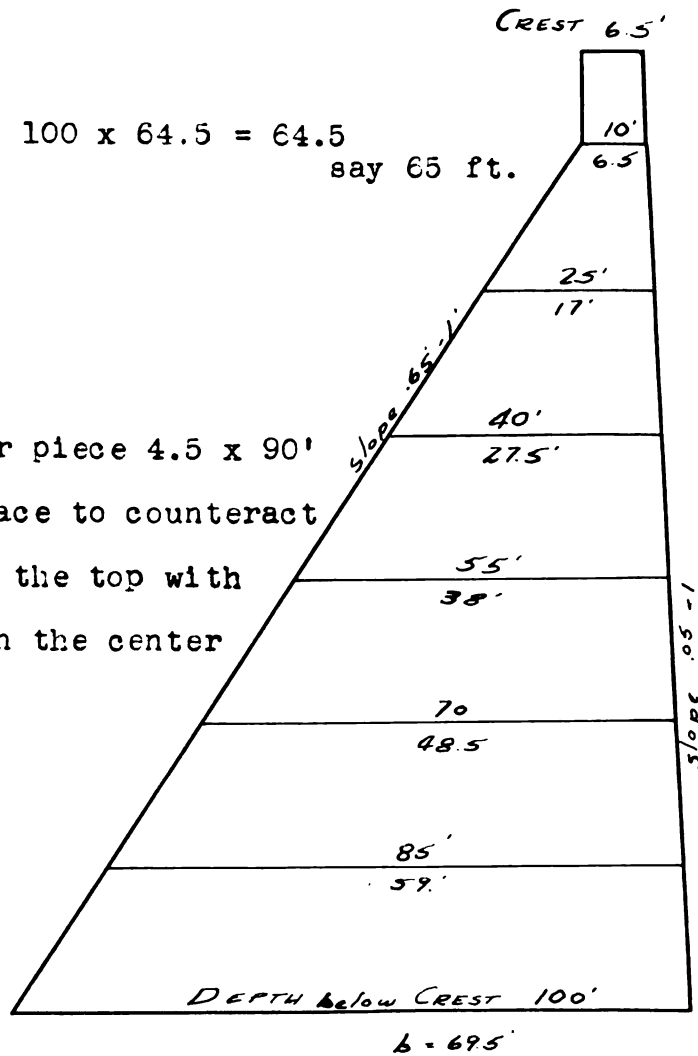 CREST 6.5'
100 x 64.5 = 64.5
say 65 ft.
10'
6.5
25'
17'
slope .65'-1'
40'
27.5'
r piece 4.5 x 90'
ace to counteract
the top with
n the center
55'
38'
slope .05-1
70
48.5
85'
59.'
DEPTH below CREST 100'
b = 69.5'